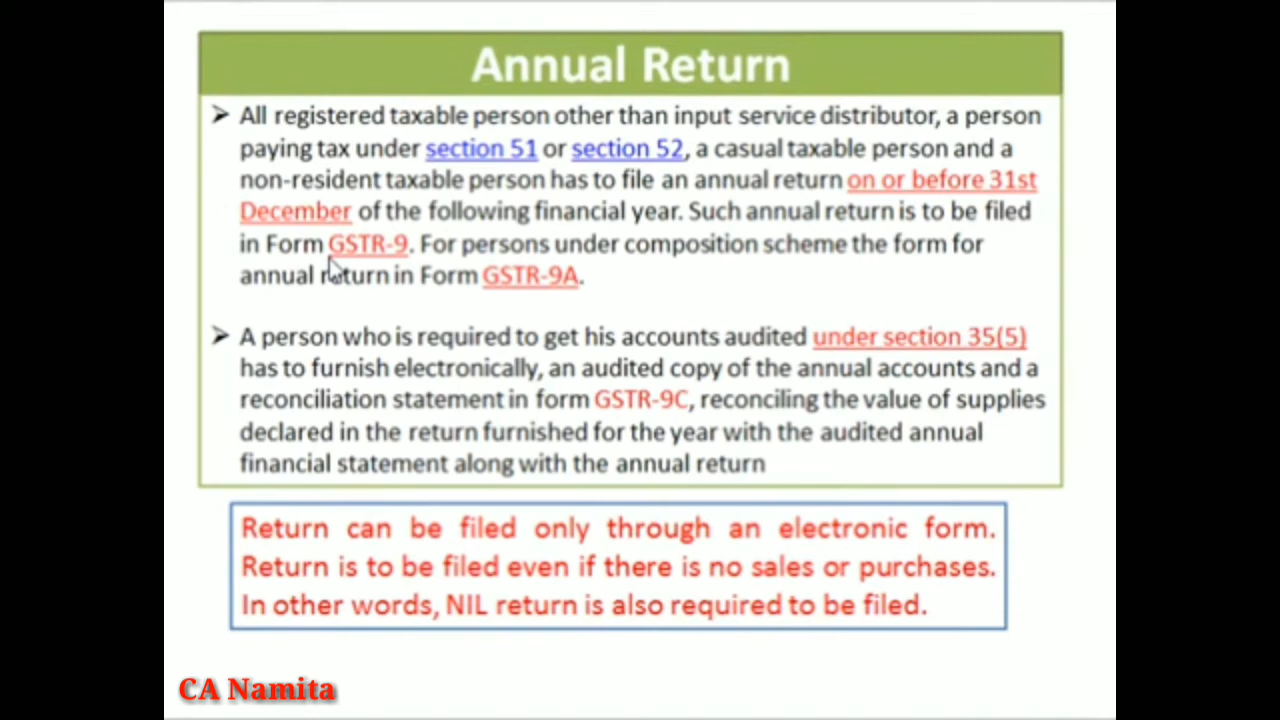 Annual Return
➤ All registered taxable person other than input service distributor, a person
paying tax under section 51 or section 52, a casual taxable person and a
non-resident taxable person has to file an annual return on or before 31st
December of the following financial year. Such annual return is to be filed
in Form GSTR-9. For persons under composition scheme the form for
annual return in Form GSTR-9A.
➤ A person who is required to get his accounts audited under section 35(5)
has to furnish electronically, an audited copy of the annual accounts and a
reconciliation statement in form GSTR-9C, reconciling the value of supplies
declared in the return furnished for the year with the audited annual
financial statement along with the annual return
Return can be filed only through an electronic form.
Return is to be filed even if there is no sales or purchases.
In other words, NIL return is also required to be filed.
CA Namita